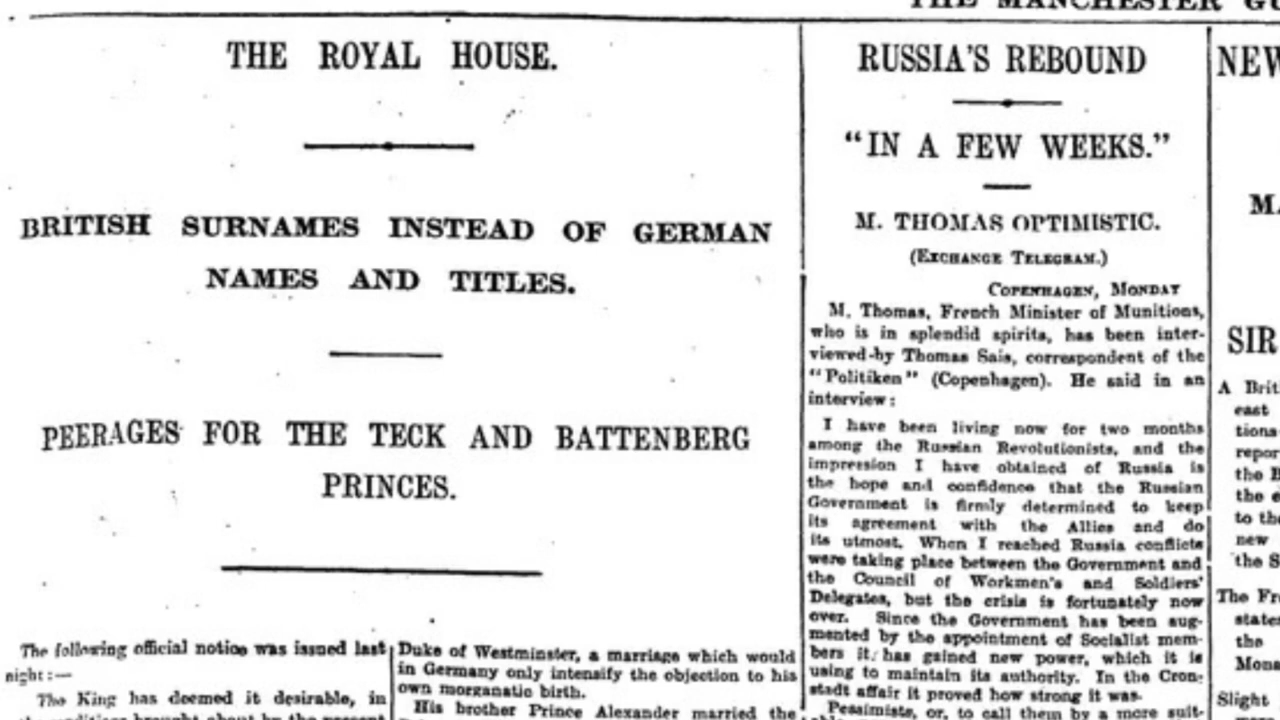 THE MANCHESTER GU
THE ROYAL HOUSE.
BRITISH SURNAMES INSTEAD OF GERMAN
NAMES AND TITLES.
PEERAGES FOR THE TECK AND BATTENBERG
PRINCES.
The following official notice was issued last
night:—
The King has deemed it desirable, in
Duke of Westminster, a marriage which would
in Germany only intensify the objection to his
own morganatic birth.
His brother Prince Alexander married the
RUSSIA'S REBOUND
"IN A FEW WEEKS."
M. THOMAS OPTIMISTIC.
(EXCHANGE TELEGRAM.)
COPENHAGEN, MONDAY
M. Thomas, French Minister of Munitions,
who is in splendid spirits, has been inter-
viewed by Thomas Sais, correspondent of the
"Politiken" (Copenhagen). He said in an
interview:
I have been living now for two months
among the Russian Revolutionists, and the
impression I have obtained of Russia is
the hope and confidence that the Russian
Government is firmly determined to keep
its agreement with the Allies and do
its utmost. When I reached Russia conflicts
were taking place between the Government and
the Council of Workmen's and Soldiers'
Delegates, but the crisis is fortunately now
over. Since the Government has been aug-
mented by the appointment of Socialist mem-
bers it has gained new power, which it is
using to maintain its authority. In the Cron-
stadt affair it proved how strong it was.
Pessimists, or, to call them by a more suit-
NEW
MA
SIR
A Brit
east
tions
repor
the B
the e
to the
new
the S
The Fr
states
the
Mona
Slight